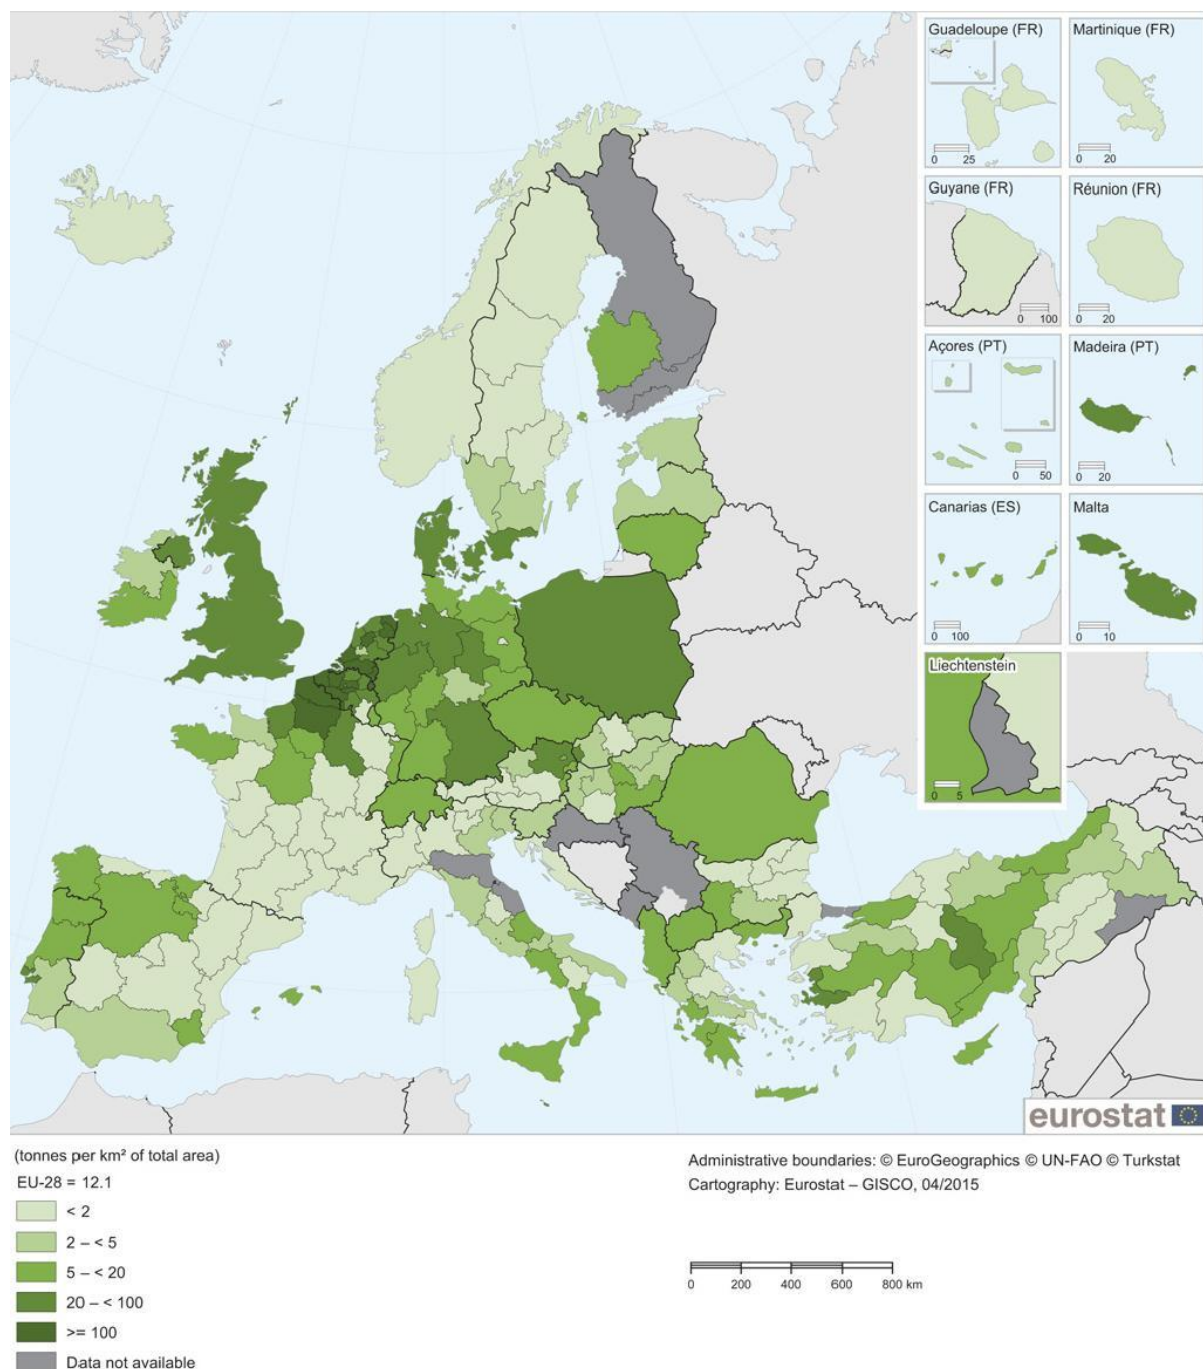 Guadeloupe (FR)
0 25
Martinique (FR)
0 20
Guyane (FR)
0 100
Réunion (FR)
0 20
Açores (PT)
0 50
Madeira (PT)
0 20
Canarias (ES)
0 100
Malta
0 10
Liechtenstein
0 5
eurostat
(tonnes per km² of total area)
EU-28 = 12.1
< 2
2 – < 5
5 – < 20
20 – < 100
>= 100
Data not available
Administrative boundaries: © EuroGeographics © UN-FAO © Turkstat
Cartography: Eurostat – GISCO, 04/2015
0 200 400 600 800 km